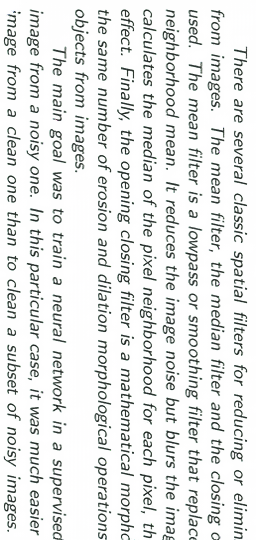 There are several classic spatial filters for reducing or elimin
from images. The mean filter, the median filter and the closing o
used. The mean filter is a lowpass or smoothing filter that replace
neighborhood mean. It reduces the image noise but blurs the imag
calculates the median of the pixel neighborhood for each pixel, th
effect. Finally, the opening closing filter is a mathematical morpho
the same number of erosion and dilation morphological operations
objects from images.
The main goal was to train a neural network in a supervised
image from a noisy one. In this particular case, it was much easier
image from a clean one than to clean a subset of noisy images.